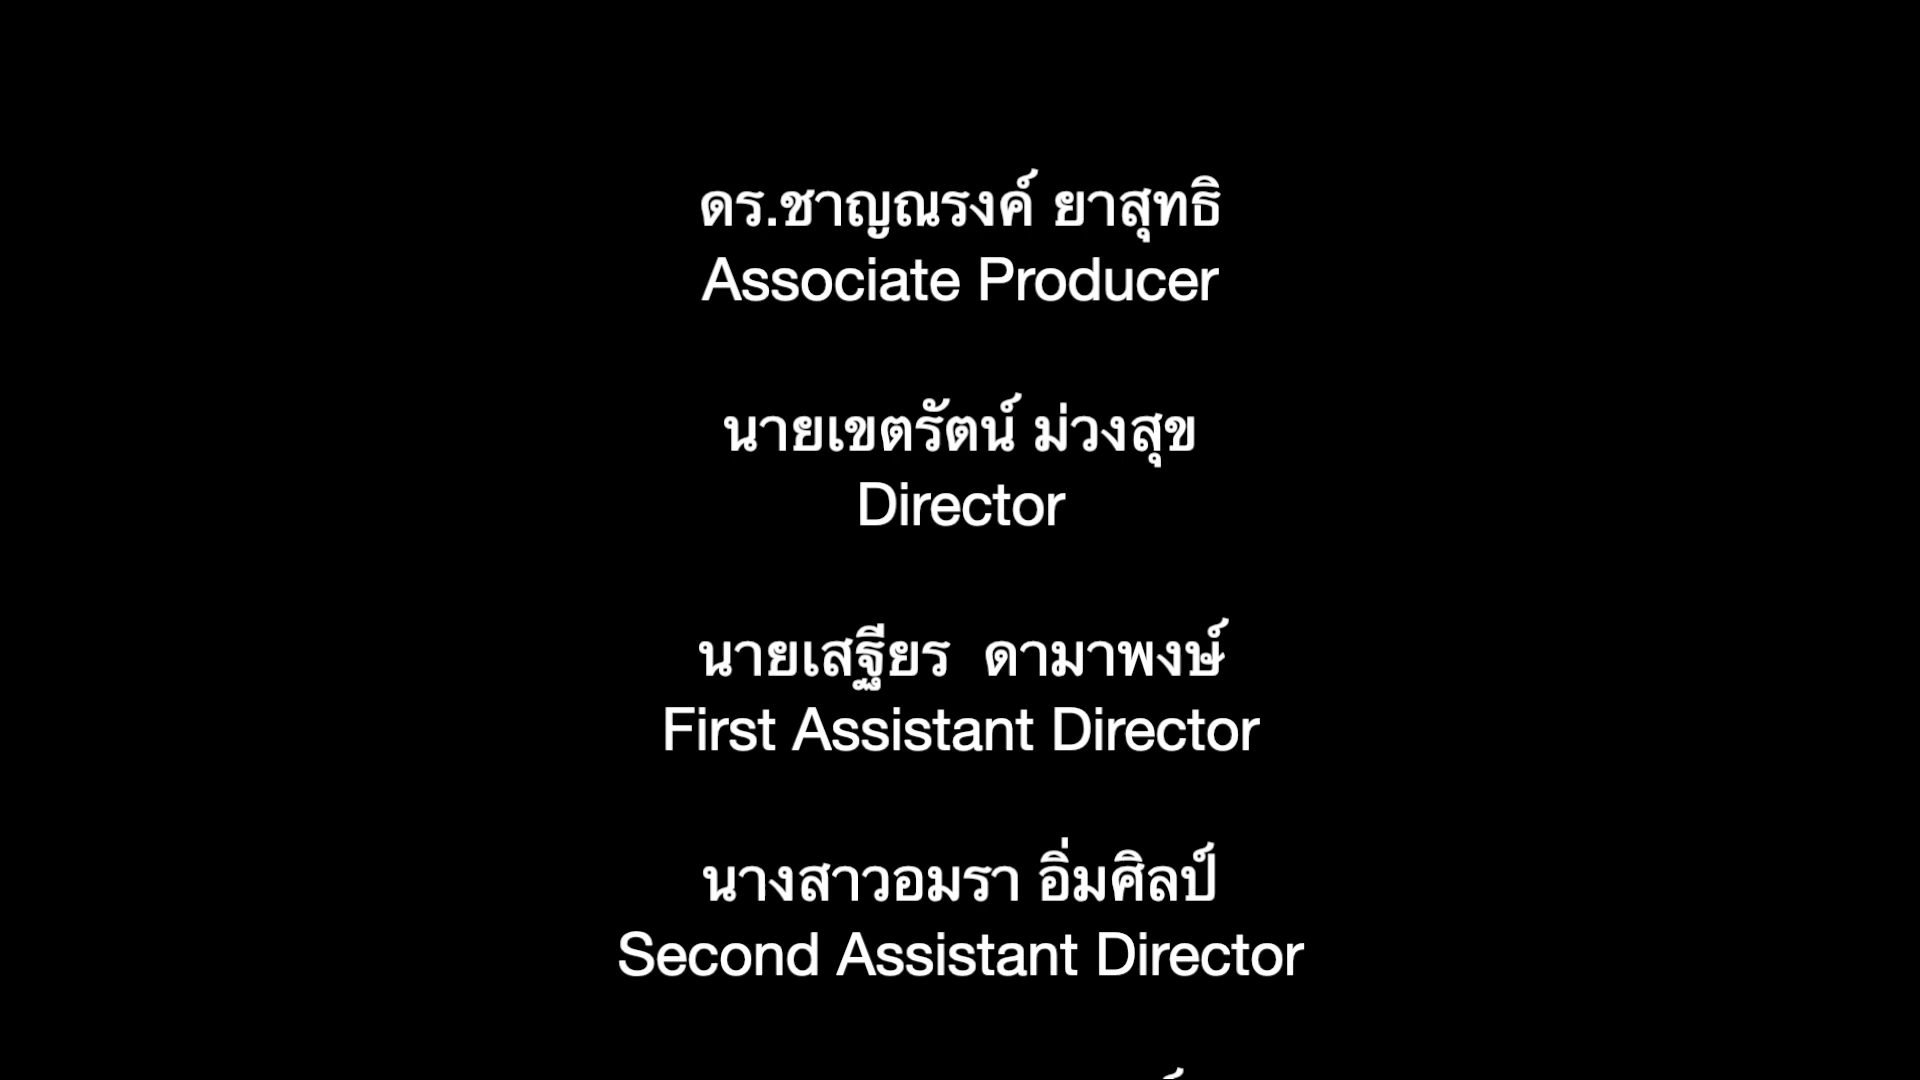 ดร.ชาญณรงค์ ยาสุทธิ
Associate Producer
นายเขตรัตน์ ม่วงสุข
Director
นายเสฐียร  ดามาพงษ์
First Assistant Director
นางสาวอมรา อิ่มศิลป์
Second Assistant Director